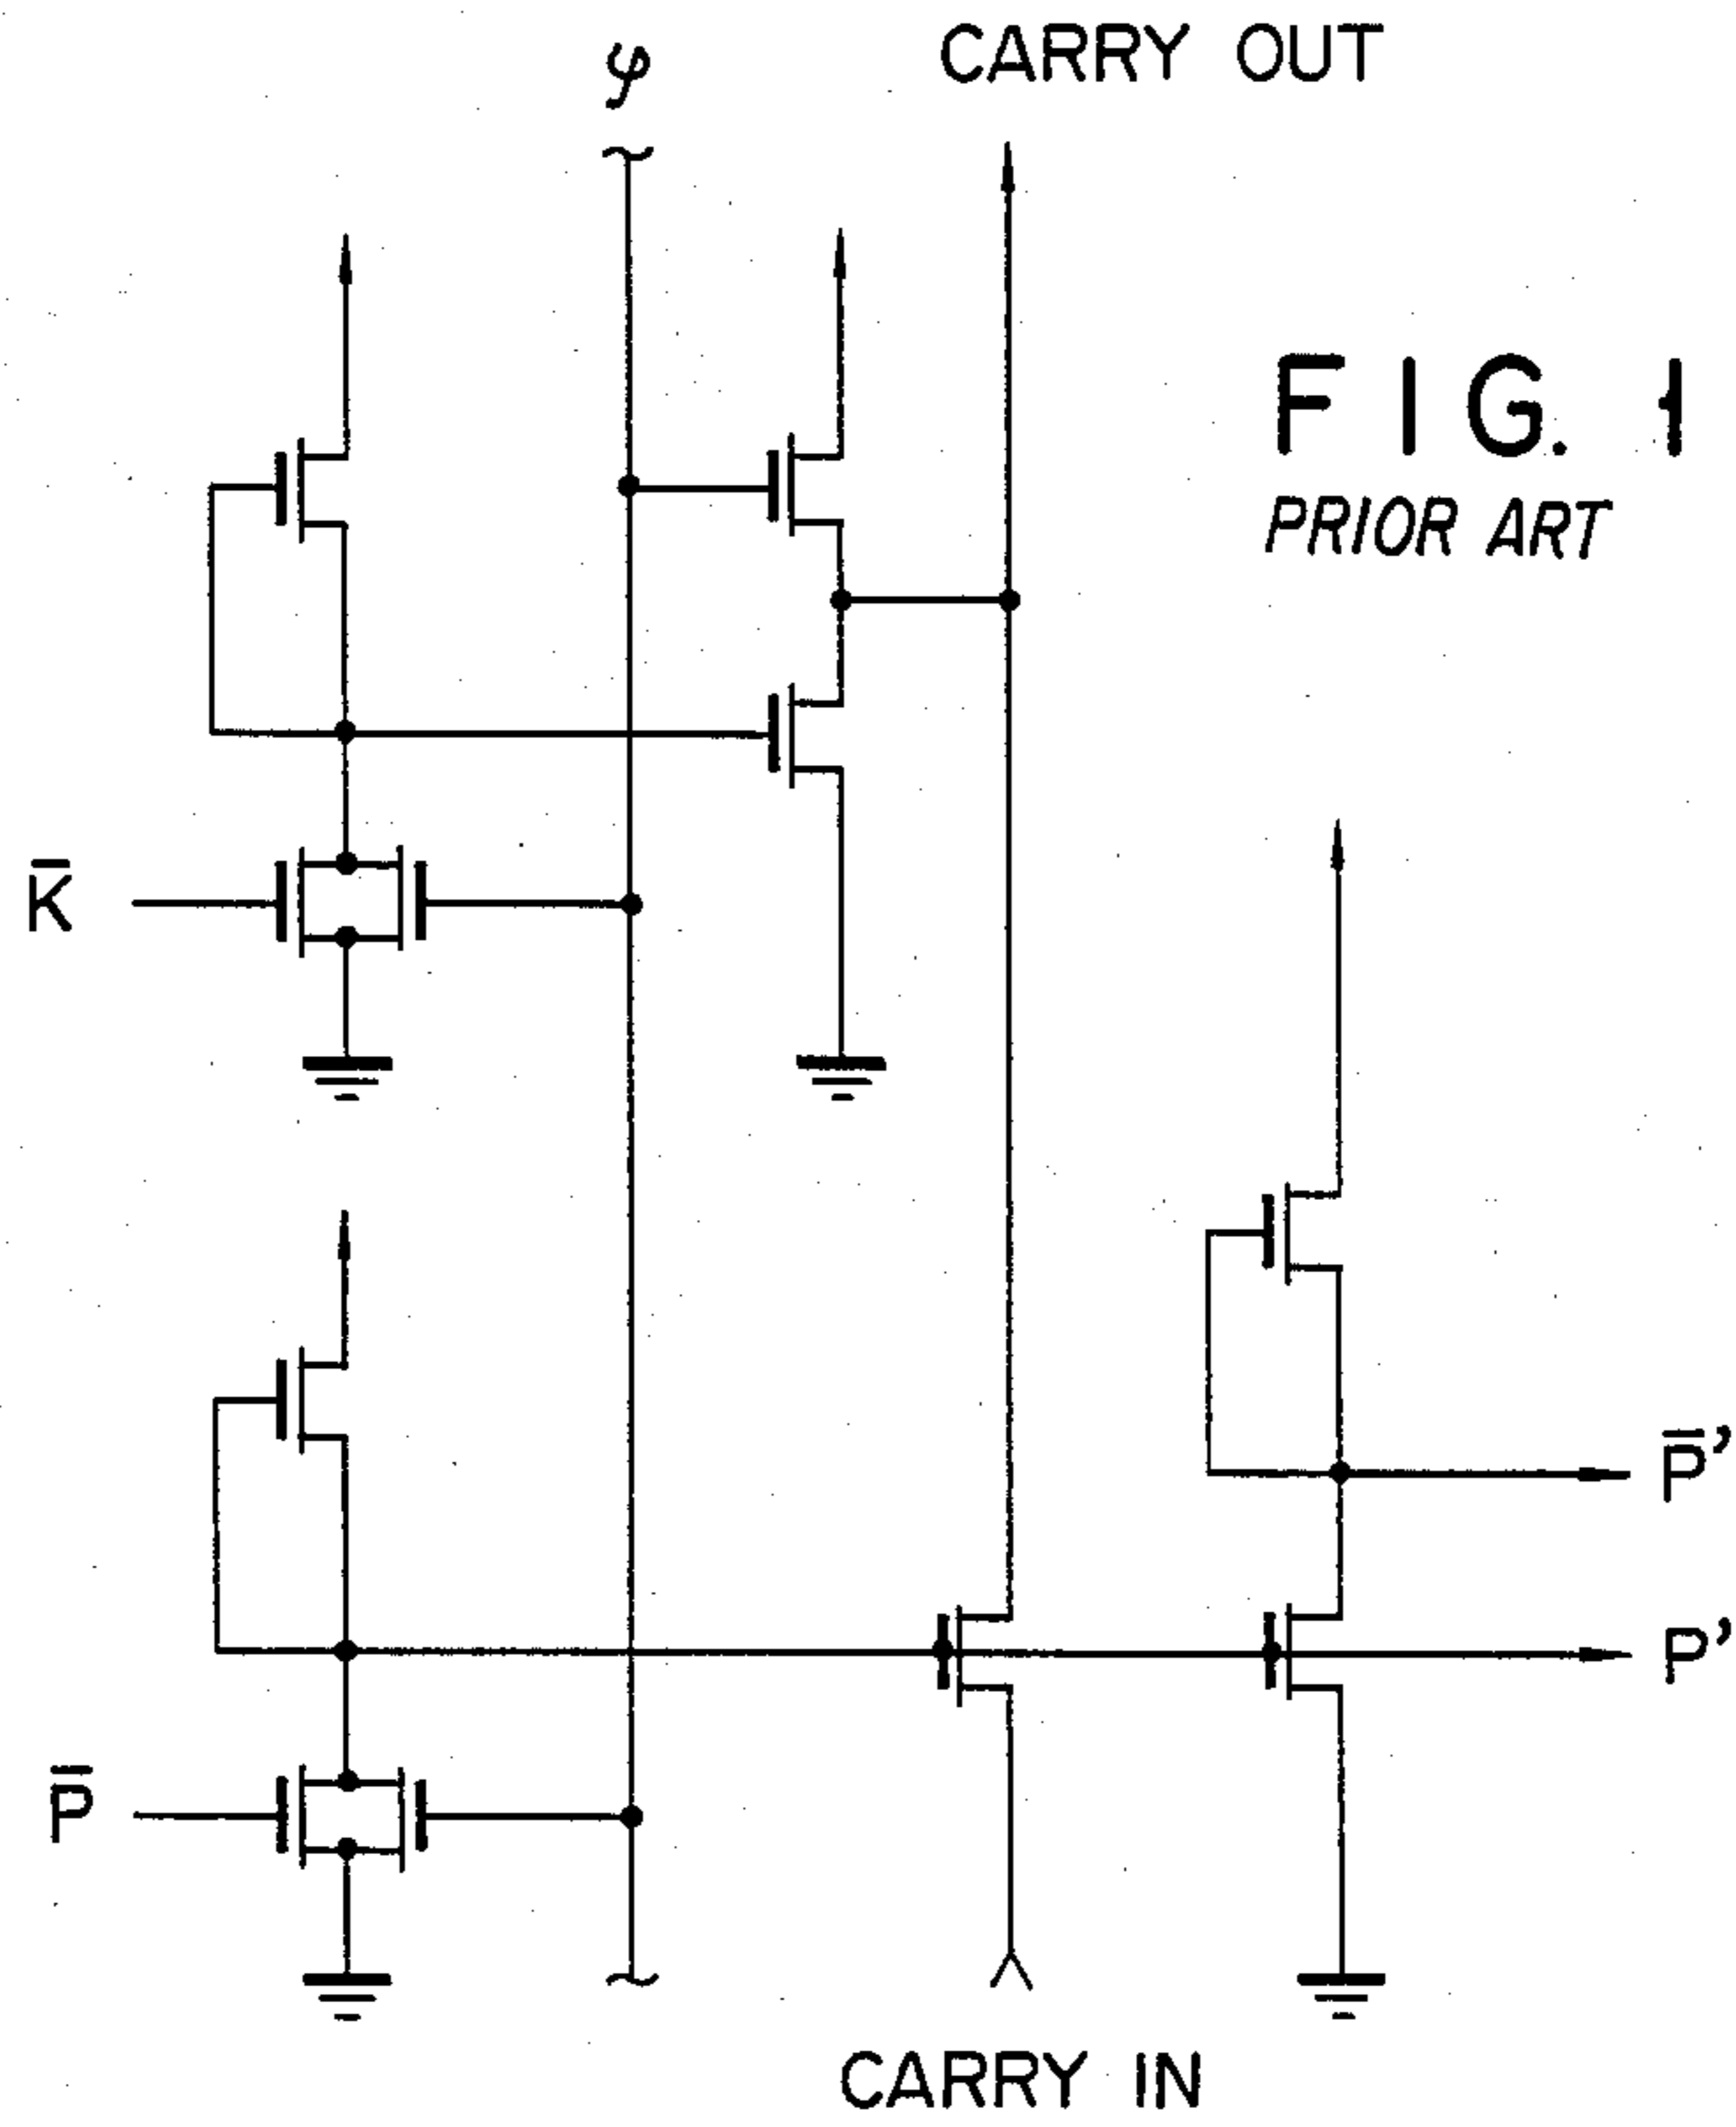 φ
CARRY OUT
FIG. 1
PRIOR ART
K̅
P̅'
P'
P̅
CARRY IN